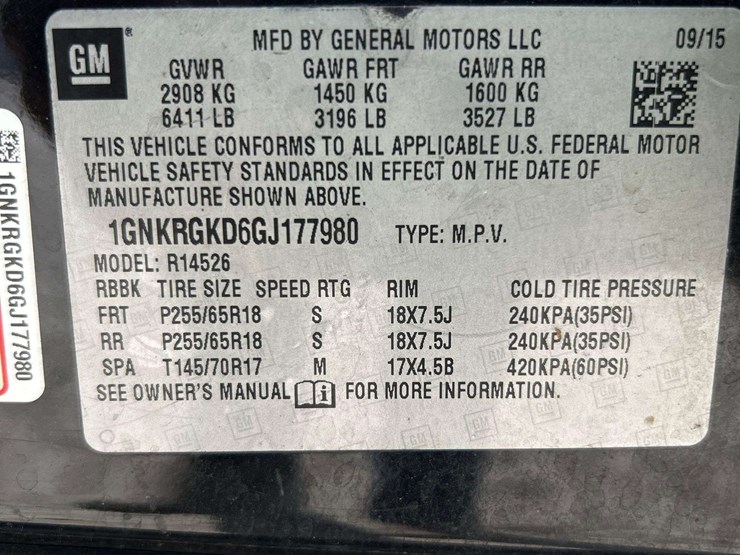 GM®
MFD BY GENERAL MOTORS LLC 09/15
GVWR GAWR FRT GAWR RR
2908 KG 1450 KG 1600 KG
6411 LB 3196 LB 3527 LB
THIS VEHICLE CONFORMS TO ALL APPLICABLE U.S. FEDERAL MOTOR
VEHICLE SAFETY STANDARDS IN EFFECT ON THE DATE OF
MANUFACTURE SHOWN ABOVE.
1GNKRGKD6GJ177980 TYPE: M.P.V.
MODEL: R14526
RBBK TIRE SIZE SPEED RTG RIM COLD TIRE PRESSURE
FRT P255/65R18 S 18X7.5J 240KPA(35PSI)
RR P255/65R18 S 18X7.5J 240KPA(35PSI)
SPA T145/70R17 M 17X4.5B 420KPA(60PSI)
SEE OWNER'S MANUAL i FOR MORE INFORMATION.
1GNKRGKD6GJ177980